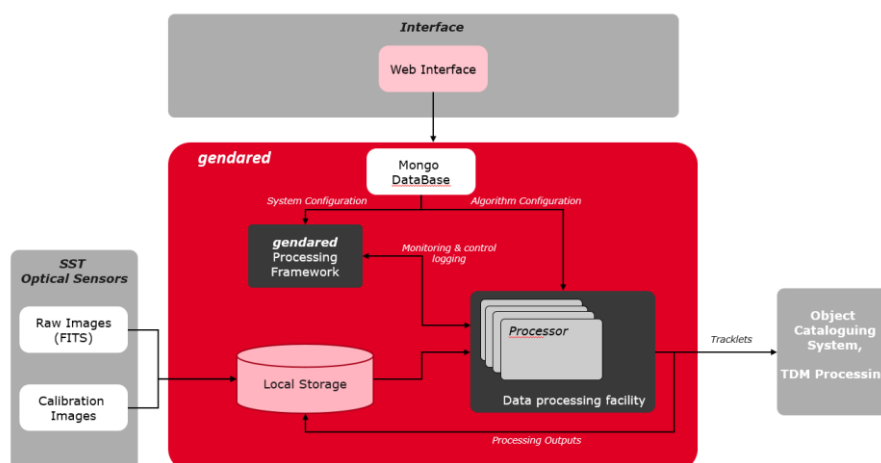 Interface
Web Interface
gendared
Mongo
DataBase
System Configuration
Algorithm Configuration
gendared
Processing
Framework
Monitoring & control
logging
SST
Optical Sensors
Raw Images
(FITS)
Calibration
Images
Local Storage
Processor
Data processing facility
Processing Outputs
Tracklets
Object
Cataloguing
System,
TDM Processin